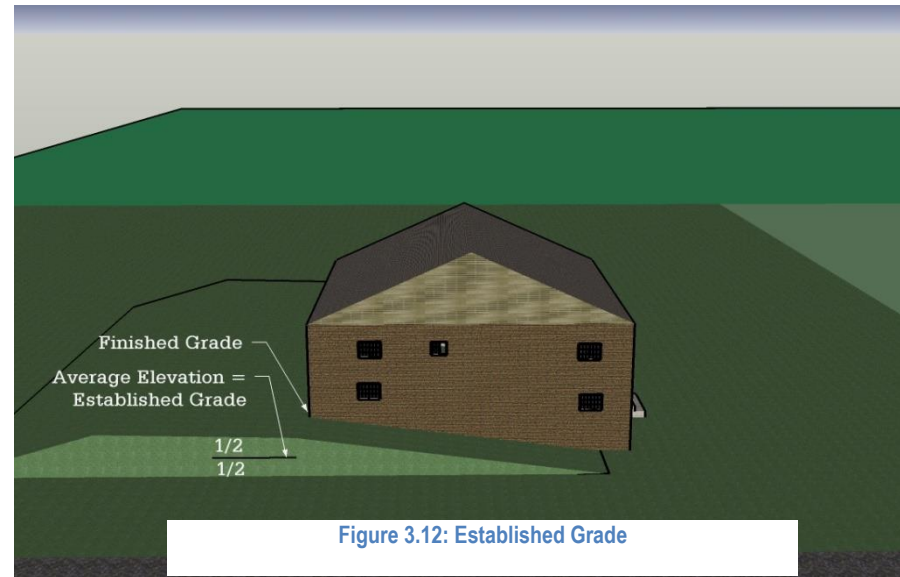 Finished Grade
Average Elevation =
Established Grade
1/2
1/2
Figure 3.12: Established Grade